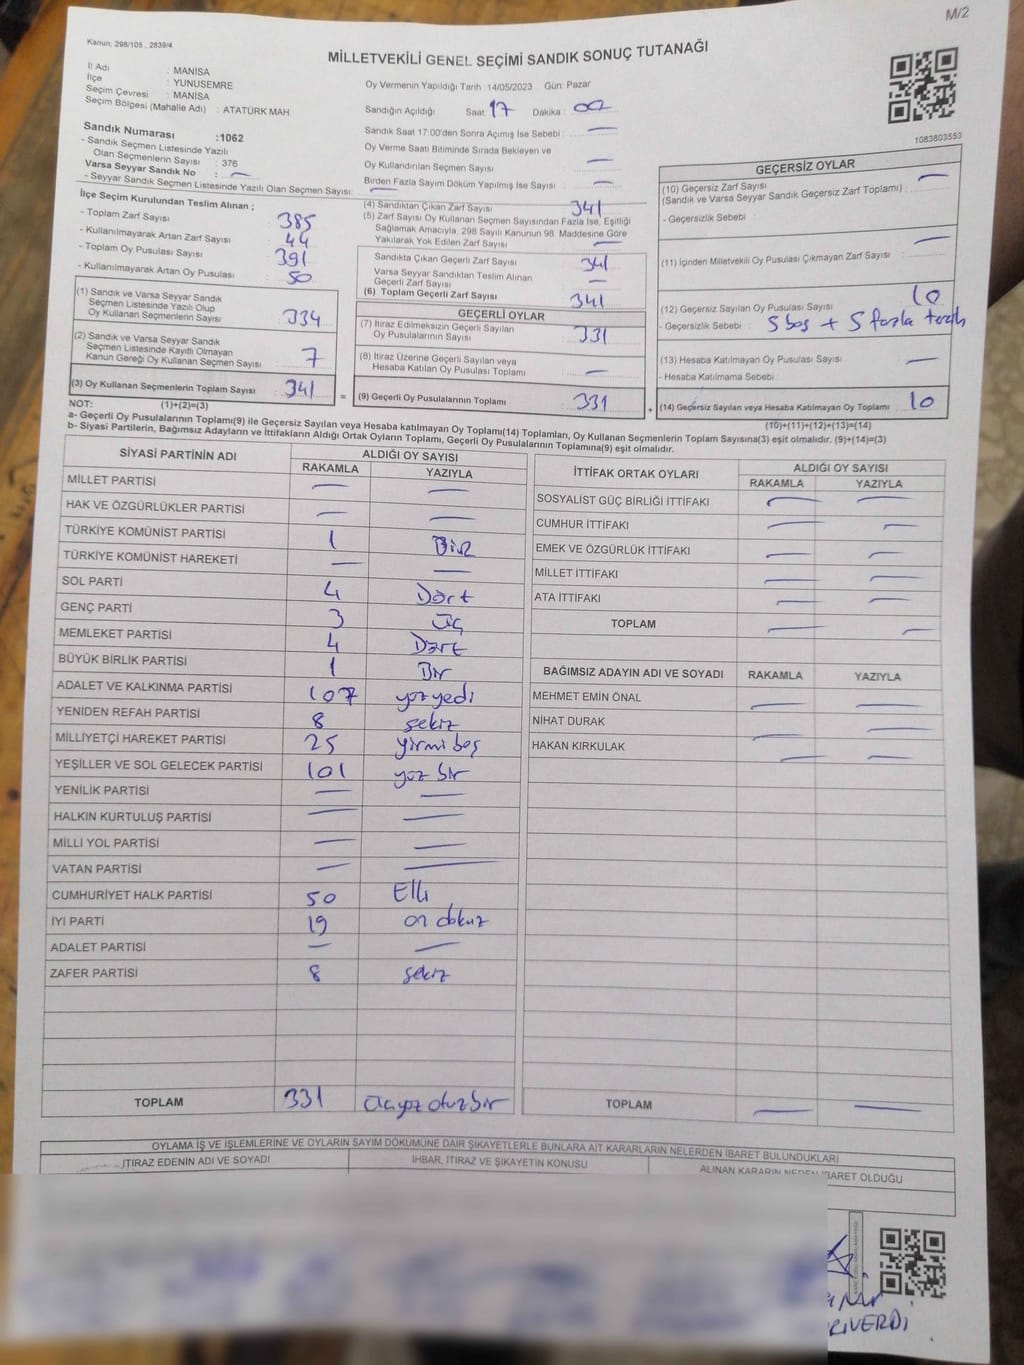 M/2
Kanun: 298/105 , 2839/4
MİLLETVEKİLİ GENEL SEÇİMİ SANDIK SONUÇ TUTANAĞI
İl Adı : MANİSA
İlçe : YUNUSEMRE
Seçim Çevresi : MANİSA
Seçim Bölgesi (Mahalle Adı) : ATATÜRK MAH
Sandık Numarası :1062
- Sandık Seçmen Listesinde Yazılı
Olan Seçmenlerin Sayısı : 376
Varsa Seyyar Sandık No : —
- Seyyar Sandık Seçmen Listesinde Yazılı Olan Seçmen Sayısı: —
Oy Vermenin Yapıldığı Tarih 14/05/2023 Gün: Pazar
Sandığın Açıldığı Saat 17 Dakika : 00
Sandık Saat 17:00'den Sonra Açımış İse Sebebi : —
Oy Verme Saati Bitiminde Sırada Bekleyen ve
Oy Kullandırılan Seçmen Sayısı —
Birden Fazla Sayım Döküm Yapılmış İse Sayısı : —
1083803553
İlçe Seçim Kurulundan Teslim Alınan ;
- Toplam Zarf Sayısı : 385
- Kullanılmayarak Artan Zarf Sayısı : 44
- Toplam Oy Pusulası Sayısı : 391
- Kullanılmayarak Artan Oy Pusulası : 50
(1) Sandık ve Varsa Seyyar Sandık
Seçmen Listesinde Yazılı Olup
Oy Kullanan Seçmenlerin Sayısı : 334
(2) Sandık ve Varsa Seyyar Sandık
Seçmen Listesinde Kayıtlı Olmayan
Kanun Gereği Oy Kullanan Seçmen Sayısı : 7
(3) Oy Kullanan Seçmenlerin Toplam Sayısı : 341
(4) Sandıktan Çıkan Zarf Sayısı : 341
(5) Zarf Sayısı Oy Kullanan Seçmen Sayısından Fazla İse, Eşitliği
Sağlamak Amacıyla, 298 Sayılı Kanunun 98. Maddesine Göre
Yakılarak Yok Edilen Zarf Sayısı : —
Sandıkta Çıkan Geçerli Zarf Sayısı : 341
Varsa Seyyar Sandıktan Teslim Alınan
Geçerli Zarf Sayısı : —
(6) Toplam Geçerli Zarf Sayısı : 341
GEÇERLİ OYLAR
(7) İtiraz Edilmeksizin Geçerli Sayılan
Oy Pusulalarının Sayısı : 331
(8) İtiraz Üzerine Geçerli Sayılan veya
Hesaba Katılan Oy Pusulası Toplamı : —
= (9) Geçerli Oy Pusulalarının Toplamı : 331
GEÇERSİZ OYLAR
(10) Geçersiz Zarf Sayısı
(Sandık ve Varsa Seyyar Sandık Geçersiz Zarf Toplamı) : —
- Geçersizlik Sebebi :
(11) İçinden Milletvekili Oy Pusulası Çıkmayan Zarf Sayısı : —
(12) Geçersiz Sayılan Oy Pusulası Sayısı : 10
- Geçersizlik Sebebi : 5 boş + 5 fazla tercih
(13) Hesaba Katılmayan Oy Pusulası Sayısı : —
- Hesaba Katılmama Sebebi :
+ (14) Geçersiz Sayılan veya Hesaba Katılmayan Oy Pusulası Toplamı : 10
NOT: (1)+(2)=(3)
(10)+(11)+(12)+(13)=(14)
a- Geçerli Oy Pusulalarının Toplamı(9) ile Geçersiz Sayılan veya Hesaba katılmayan Oy Toplamı(14) Toplamları, Oy Kullanan Seçmenlerin Toplam Sayısına(3) eşit olmalıdır. (9)+(14)=(3)
b- Siyasi Partilerin, Bağımsız Adayların ve İttifakların Aldığı Ortak Oyların Toplamı, Geçerli Oy Pusulalarının Toplamına(9) eşit olmalıdır.
SİYASİ PARTİNİN ADI ALDIĞI OY SAYISI
RAKAMLA YAZIYLA
MİLLET PARTİSİ — —
HAK VE ÖZGÜRLÜKLER PARTİSİ — —
TÜRKİYE KOMÜNİST PARTİSİ 1 Bir
TÜRKİYE KOMÜNİST HAREKETİ — —
SOL PARTİ 4 Dört
GENÇ PARTİ 3 Üç
MEMLEKET PARTİSİ 4 Dört
BÜYÜK BİRLİK PARTİSİ 1 Bir
ADALET VE KALKINMA PARTİSİ 107 yüz yedi
YENİDEN REFAH PARTİSİ 8 sekiz
MİLLİYETÇİ HAREKET PARTİSİ 25 yirmi beş
YEŞİLLER VE SOL GELECEK PARTİSİ 101 yüz bir
YENİLİK PARTİSİ — —
HALKIN KURTULUŞ PARTİSİ — —
MİLLİ YOL PARTİSİ — —
VATAN PARTİSİ — —
CUMHURİYET HALK PARTİSİ 50 Elli
İYİ PARTİ 19 on dokuz
ADALET PARTİSİ — —
ZAFER PARTİSİ 8 sekiz
TOPLAM 331 üçyüz otuz bir
İTTİFAK ORTAK OYLARI ALDIĞI OY SAYISI
RAKAMLA YAZIYLA
SOSYALİST GÜÇ BİRLİĞİ İTTİFAKI — —
CUMHUR İTTİFAKI — —
EMEK VE ÖZGÜRLÜK İTTİFAKI — —
MİLLET İTTİFAKI — —
ATA İTTİFAKI — —
TOPLAM — —
BAĞIMSIZ ADAYIN ADI VE SOYADI RAKAMLA YAZIYLA
MEHMET EMİN ÖNAL — —
NİHAT DURAK — —
HAKAN KIRKULAK — —
TOPLAM — —
OYLAMA İŞ VE İŞLEMLERİNE VE OYLARIN SAYIM DÖKÜMÜNE DAİR ŞİKAYETLERLE BUNLARA AİT KARARLARIN NELERDEN İBARET BULUNDUKLARI
İTİRAZ EDENİN ADI VE SOYADI İHBAR, İTİRAZ VE ŞİKAYETİN KONUSU ALINAN KARARIN NEDEN İBARET OLDUĞU